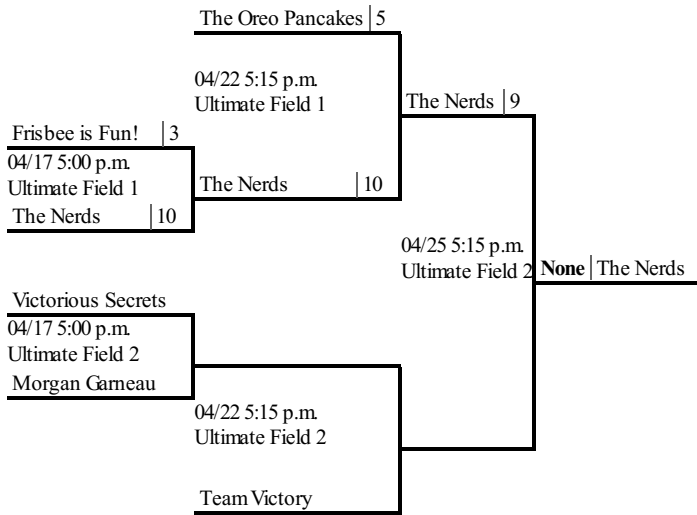 The Oreo Pancakes | 5
04/22 5:15 p.m.
Ultimate Field 1
The Nerds | 9
Frisbee is Fun! | 3
04/17 5:00 p.m.
Ultimate Field 1
The Nerds | 10
The Nerds | 10
04/25 5:15 p.m.
Ultimate Field 2
None | The Nerds
Victorious Secrets
04/17 5:00 p.m.
Ultimate Field 2
Morgan Garneau
04/22 5:15 p.m.
Ultimate Field 2
Team Victory